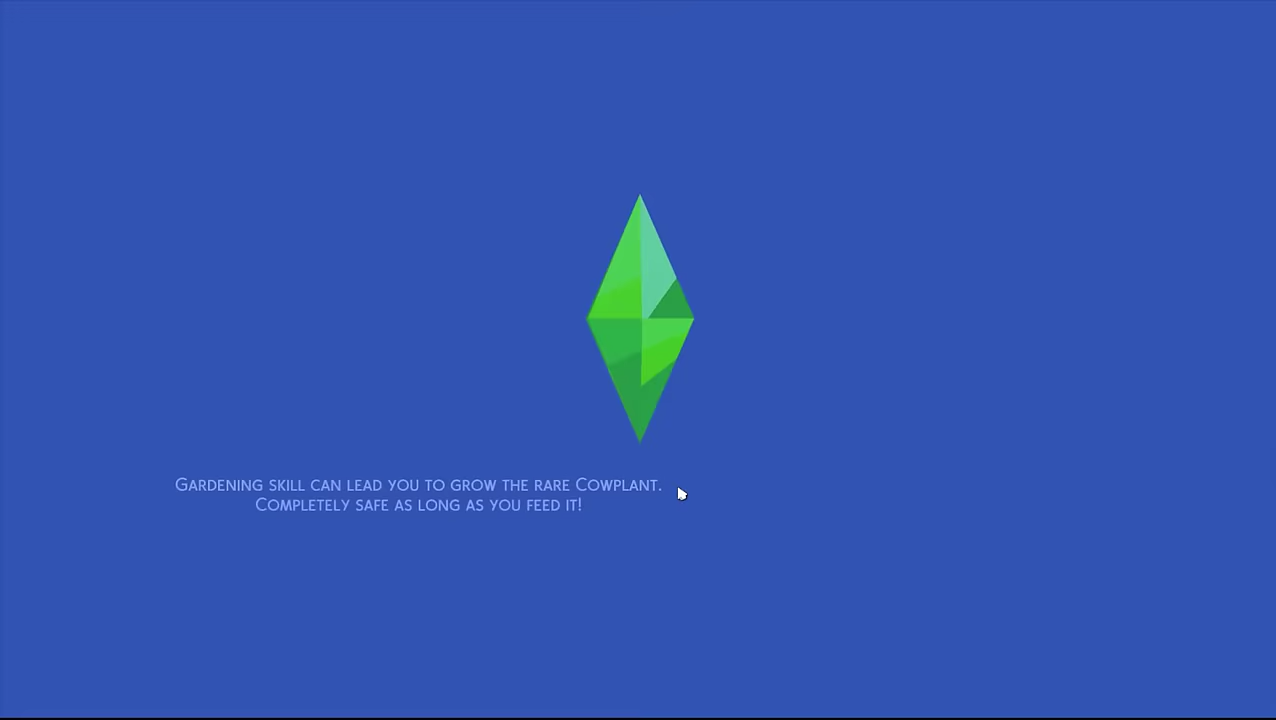 Gardening skill can lead you to grow the rare Cowplant.
Completely safe as long as you feed it!